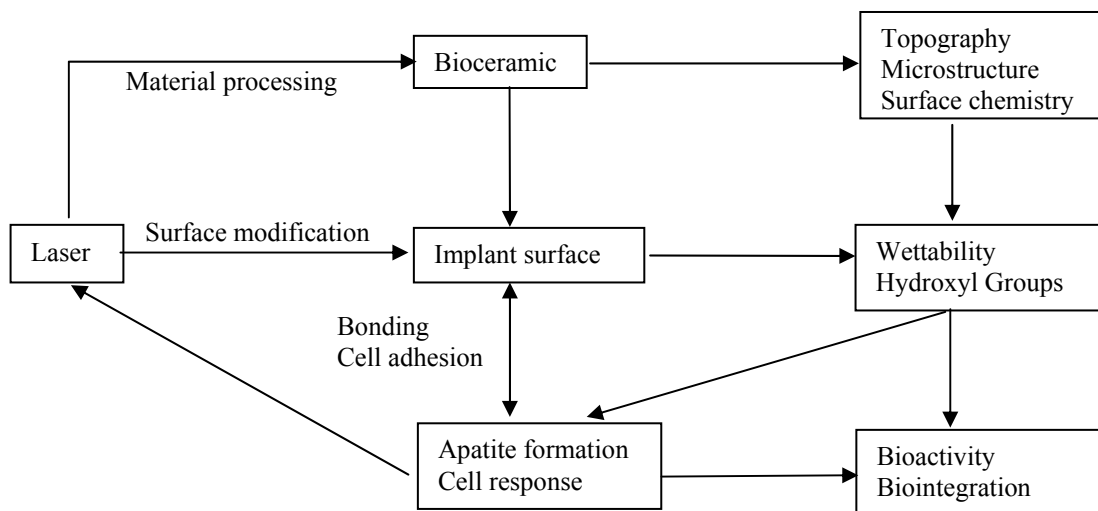 Topography
Microstructure
Surface chemistry
Bioceramic
Material processing
Laser
Surface modification
Implant surface
Wettability
Hydroxyl Groups
Bonding
Cell adhesion
Apatite formation
Cell response
Bioactivity
Biointegration